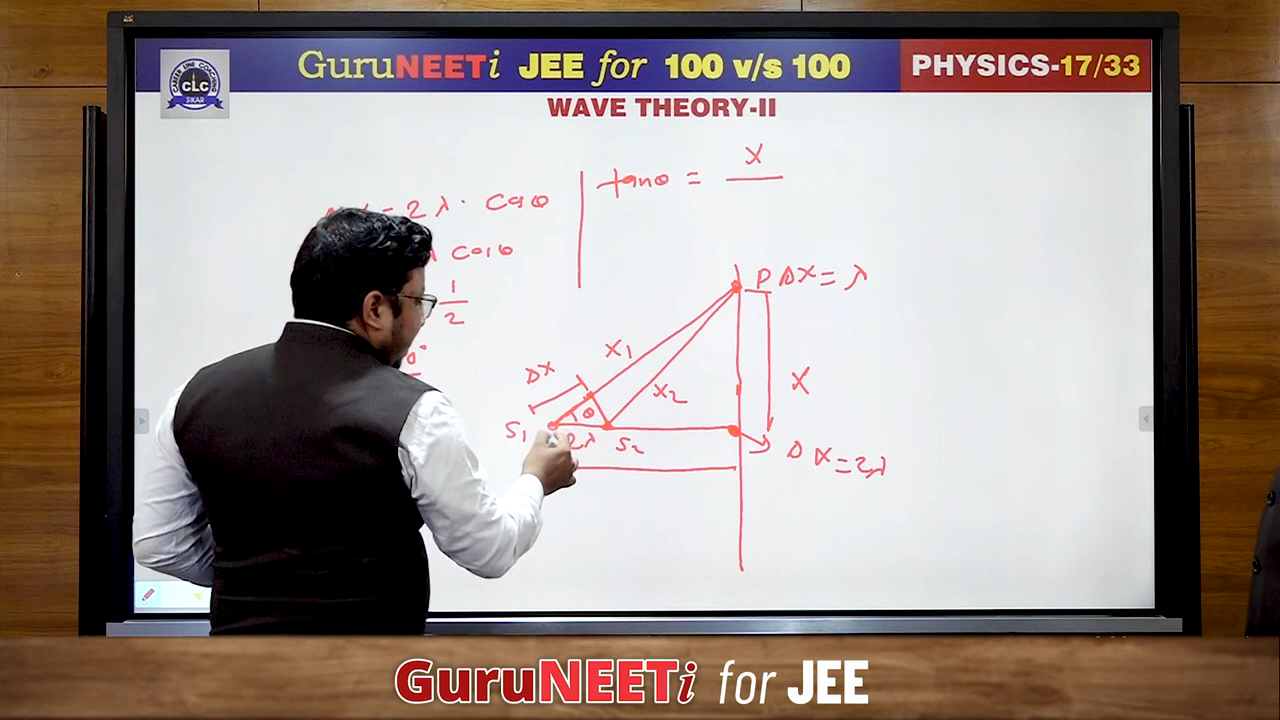 GuruNEETi JEE for 100 v/s 100
PHYSICS-17/33
CLC
SIKAR
WAVE THEORY-II
= 2λ · cosθ
cosθ
1
2
tanθ = x
P Δx = λ
x₁
Δx
x₂
x
θ
S₁ 2λ S₂
Δx = 2λ
GuruNEETi for JEE